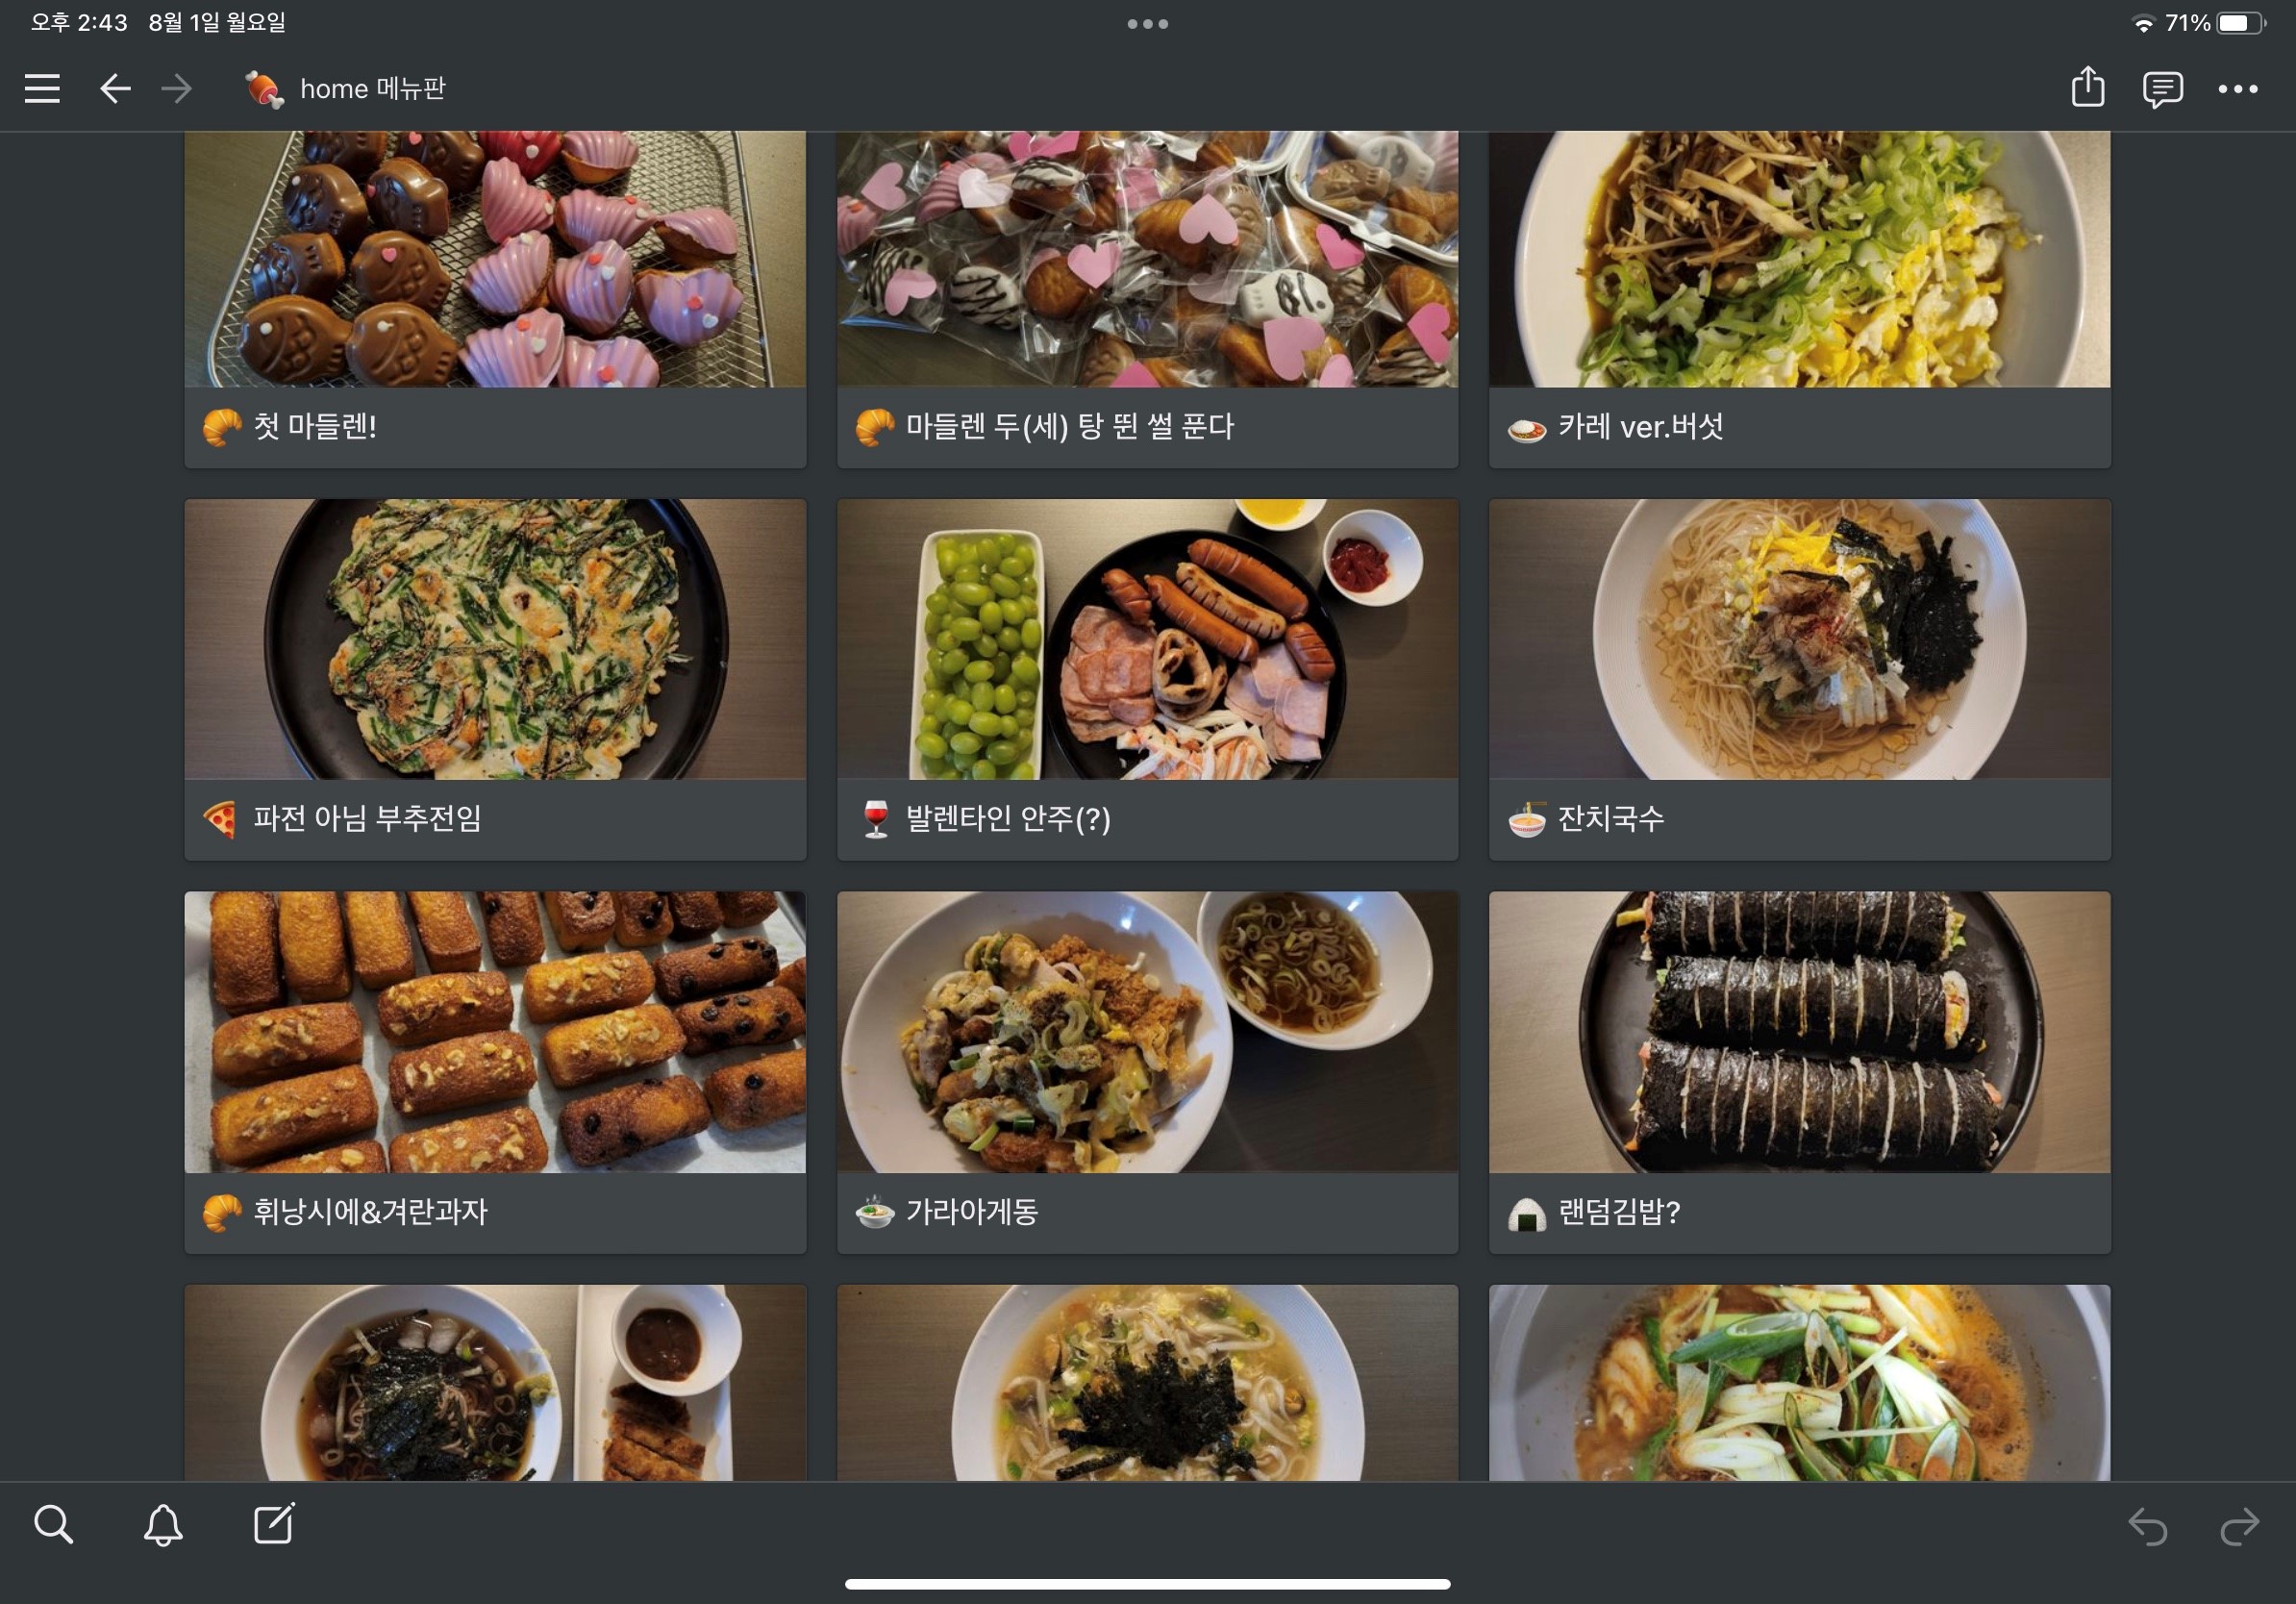 오후 2:43 8월 1일 월요일
71%
home 메뉴판
첫 마들렌!
마들렌 두(세) 탕 뛴 썰 푼다
카레 ver.버섯
파전 아님 부추전임
발렌타인 안주(?)
잔치국수
휘낭시에&겨란과자
가라아게동
랜덤김밥?